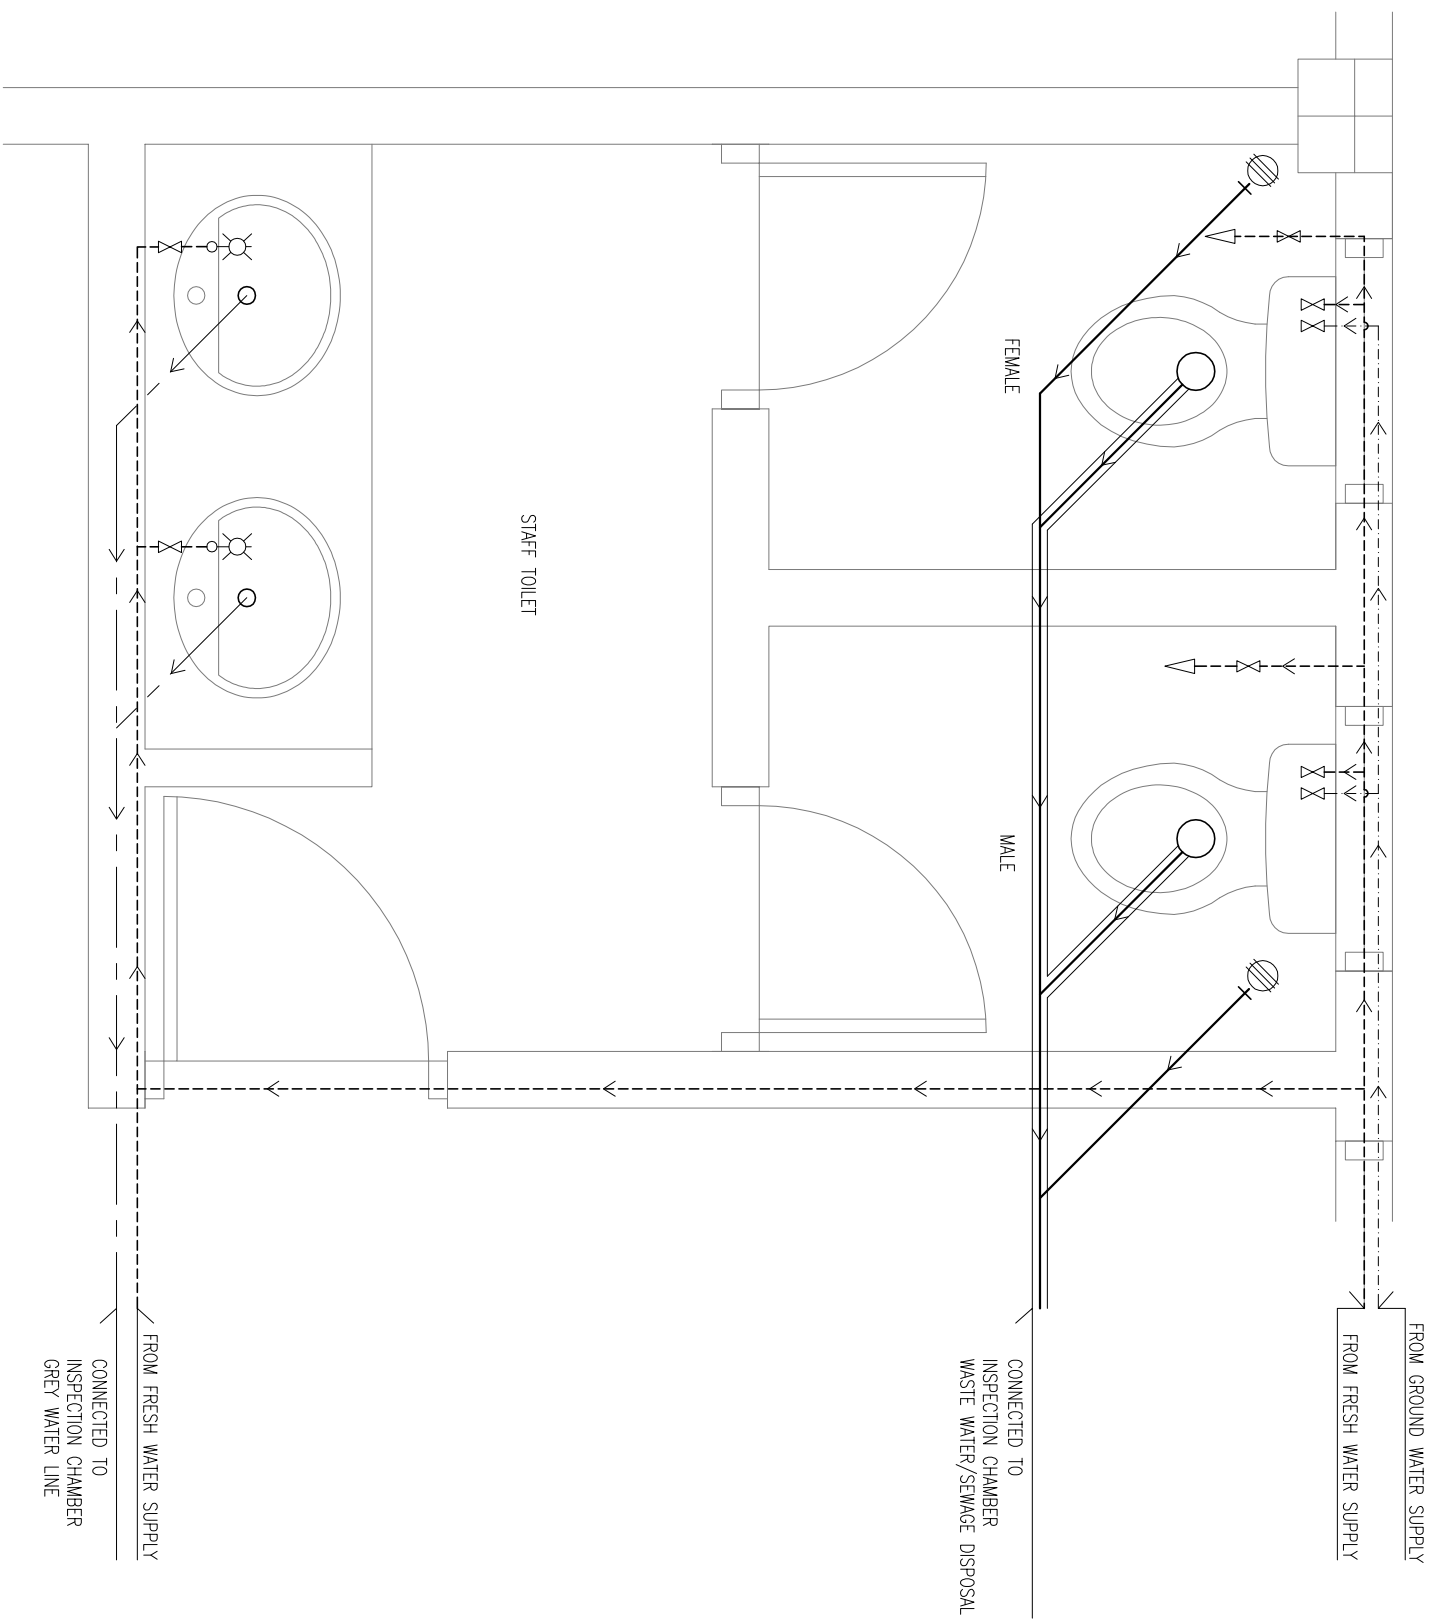 FROM GROUND WATER SUPPLY
FROM FRESH WATER SUPPLY
FEMALE
MALE
CONNECTED TO
INSPECTION CHAMBER
WASTE WATER/SEWAGE DISPOSAL
STAFF TOILET
FROM FRESH WATER SUPPLY
CONNECTED TO
INSPECTION CHAMBER
GREY WATER LINE